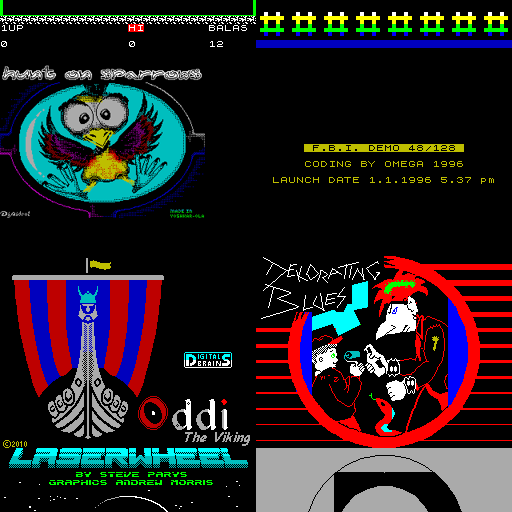 1UP HI BALAS
0 0 12
hunt on sparrows
MADE IN
F.B.I. DEMO 48/128
CODING BY OMEGA 1996
LAUNCH DATE 1.1.1996 5.37 pm
DEKORATING
BLUES
DIGITAL
BRAINS
Oddi
The Viking
©2010
LASERWHEEL
BY STEVE PARYS
GRAPHICS ANDREW MORRIS